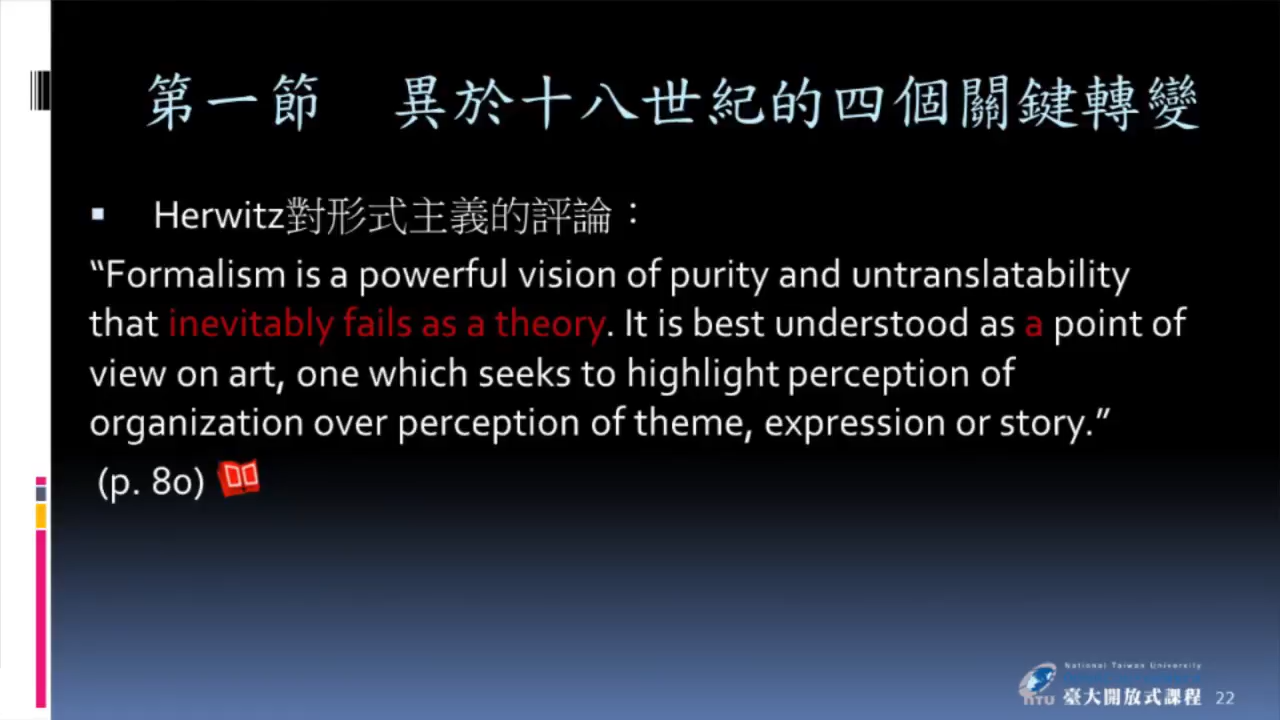 第一節 異於十八世紀的四個關鍵轉變
▪ Herwitz對形式主義的評論：
“Formalism is a powerful vision of purity and untranslatability
that inevitably fails as a theory. It is best understood as a point of
view on art, one which seeks to highlight perception of
organization over perception of theme, expression or story.”
(p. 80)
National Taiwan University
NTU 臺大開放式課程 22